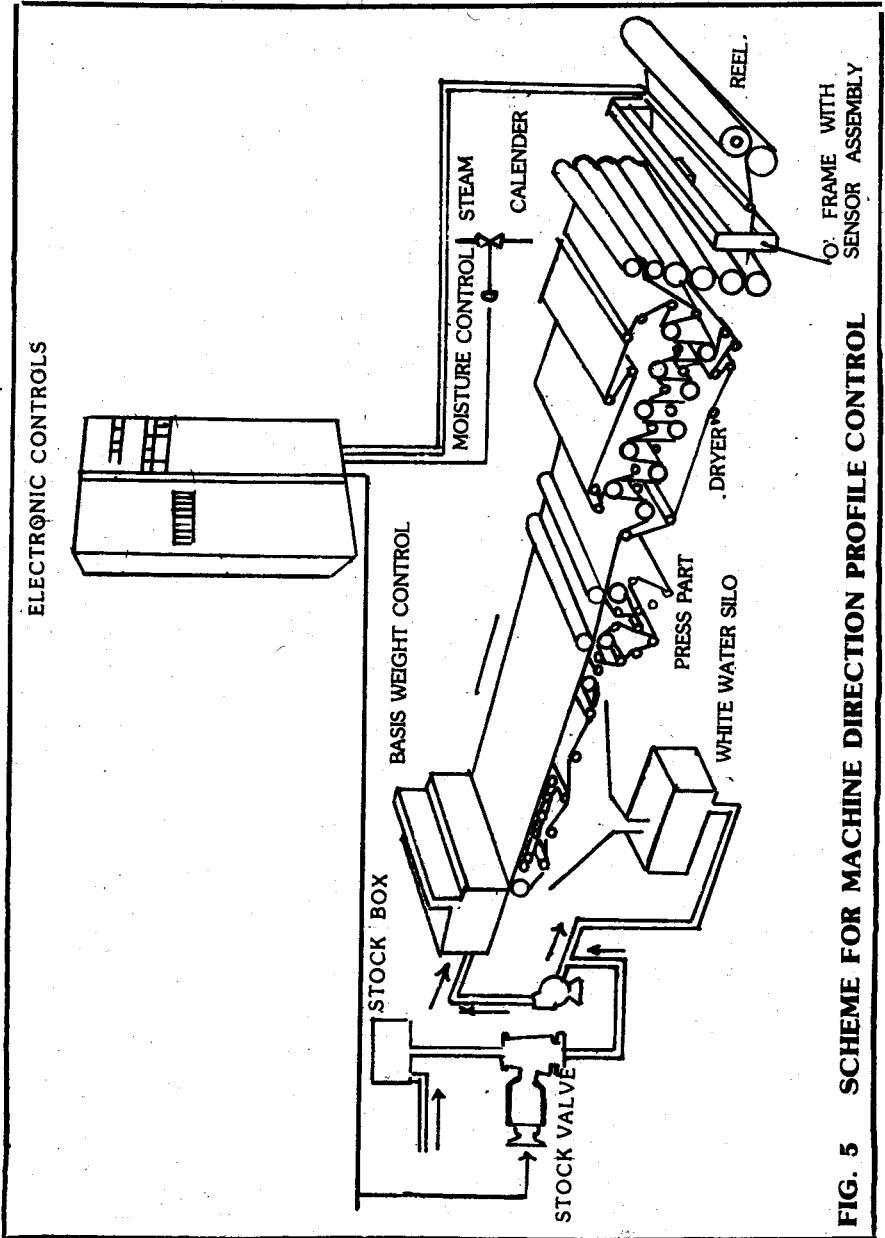 ELECTRONIC CONTROLS
BASIS WEIGHT CONTROL
MOISTURE CONTROL
STEAM
CALENDER
STOCK BOX
REEL.
O' FRAME WITH
SENSOR ASSEMBLY
DRYER
PRESS PART
WHITE WATER SILO
STOCK VALVE
FIG. 5 SCHEME FOR MACHINE DIRECTION PROFILE CONTROL